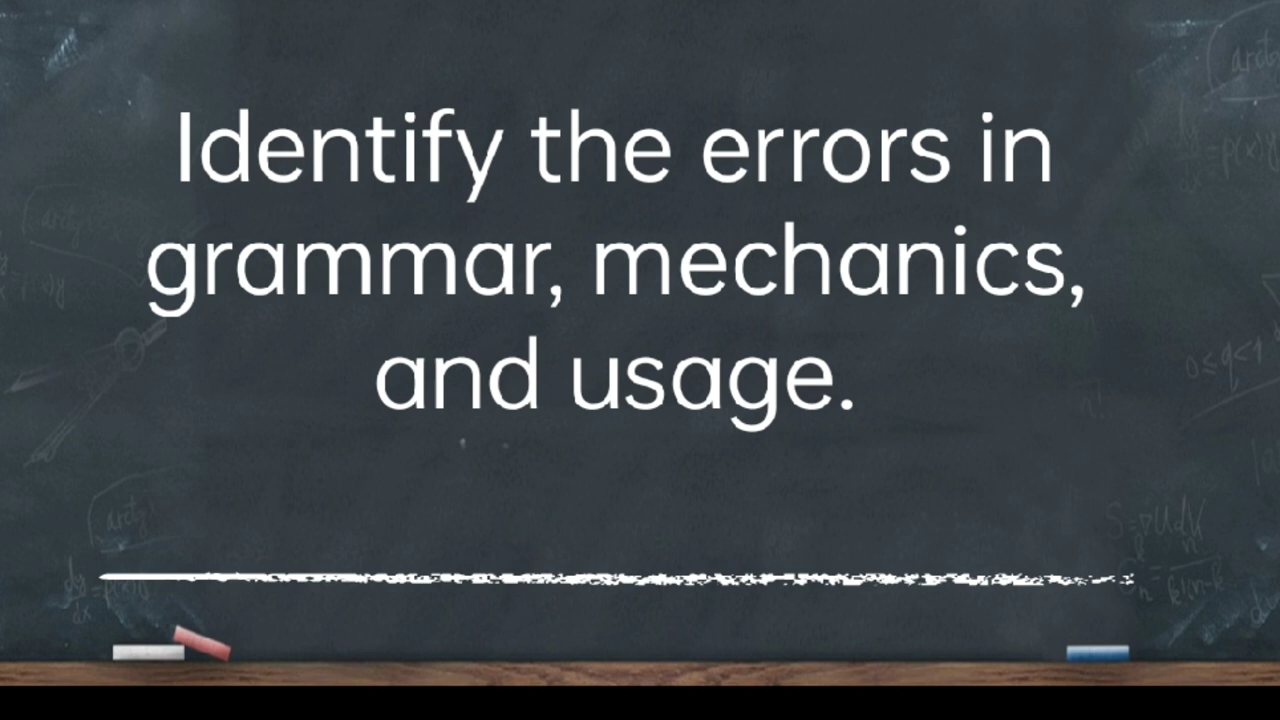 Identify the errors in
grammar, mechanics,
and usage.